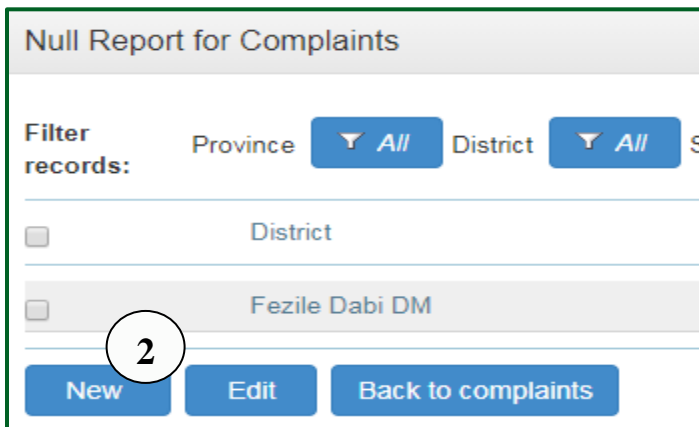 Null Report for Complaints
Filter records: Province All District All S
District
Fezile Dabi DM
2
New Edit Back to complaints